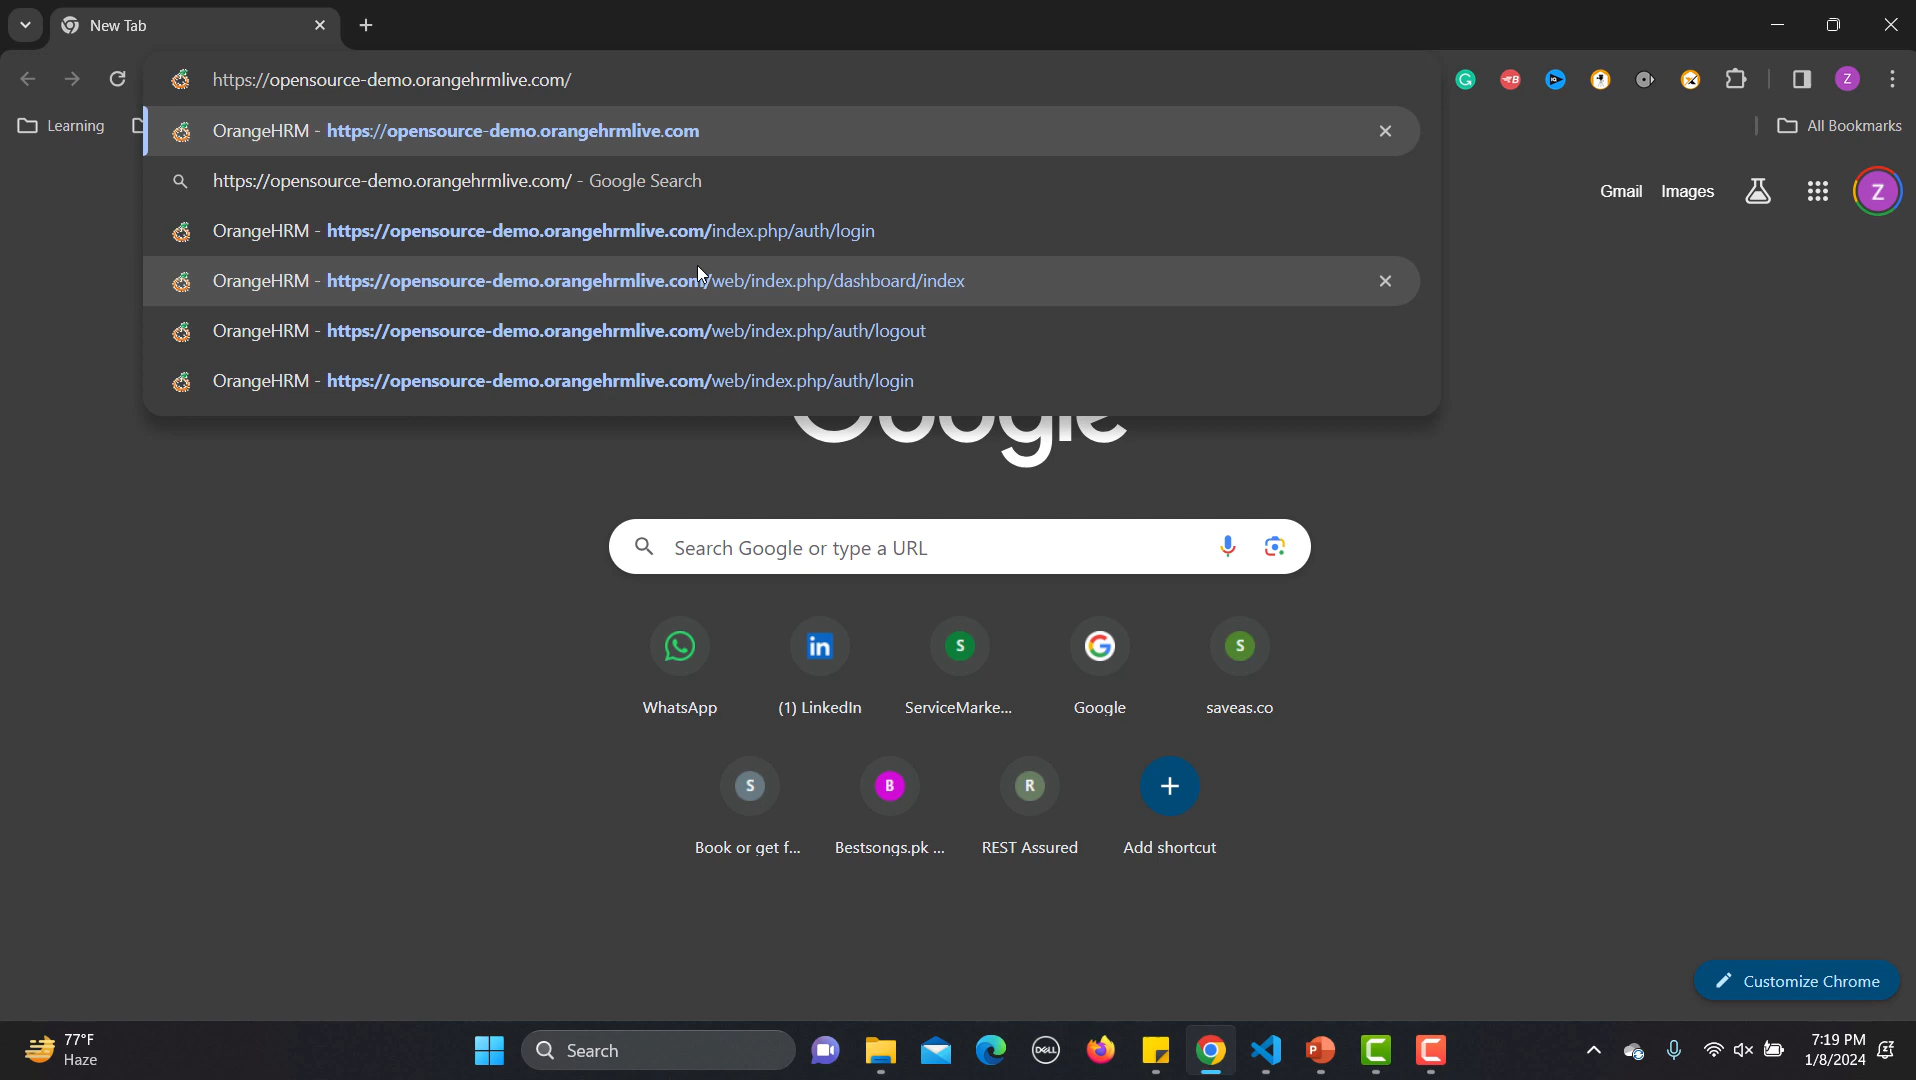 New Tab
https://opensource-demo.orangehrmlive.com/
Learning
All Bookmarks
OrangeHRM - https://opensource-demo.orangehrmlive.com
https://opensource-demo.orangehrmlive.com/ - Google Search
OrangeHRM - https://opensource-demo.orangehrmlive.com/index.php/auth/login
OrangeHRM - https://opensource-demo.orangehrmlive.com/web/index.php/dashboard/index
OrangeHRM - https://opensource-demo.orangehrmlive.com/web/index.php/auth/logout
OrangeHRM - https://opensource-demo.orangehrmlive.com/web/index.php/auth/login
Gmail Images Z
Google
Search Google or type a URL
S S
WhatsApp (1) LinkedIn ServiceMarke... Google saveas.co
S B R
Book or get f... Bestsongs.pk ... REST Assured Add shortcut
Customize Chrome
77°F
Haze
Search
DELL
7:19 PM
1/8/2024